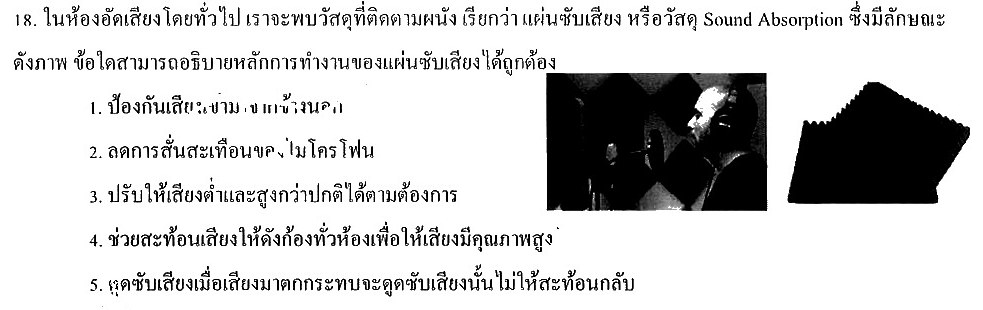 18. ในห้องอัดเสียงโดยทั่วไป เราจะพบวัสดุที่ติดตามผนัง เรียกว่า แผ่นซับเสียง หรือวัสดุ Sound Absorption ซึ่งมีลักษณะ
ดังภาพ ข้อใดสามารถอธิบายหลักการทำงานของแผ่นซับเสียงได้ถูกต้อง
1. ป้องกันเสียง
2. ลดการสั่นสะเทือนของไมโครโฟน
3. ปรับให้เสียงต่ำและสูงกว่าปกติได้ตามต้องการ
4. ช่วยสะท้อนเสียงให้ดังก้องทั่วห้องเพื่อให้เสียงมีคุณภาพสูง
5. ดูดซับเสียงเมื่อเสียงมาตกกระทบจะดูดซับเสียงนั้นไม่ให้สะท้อนกลับ